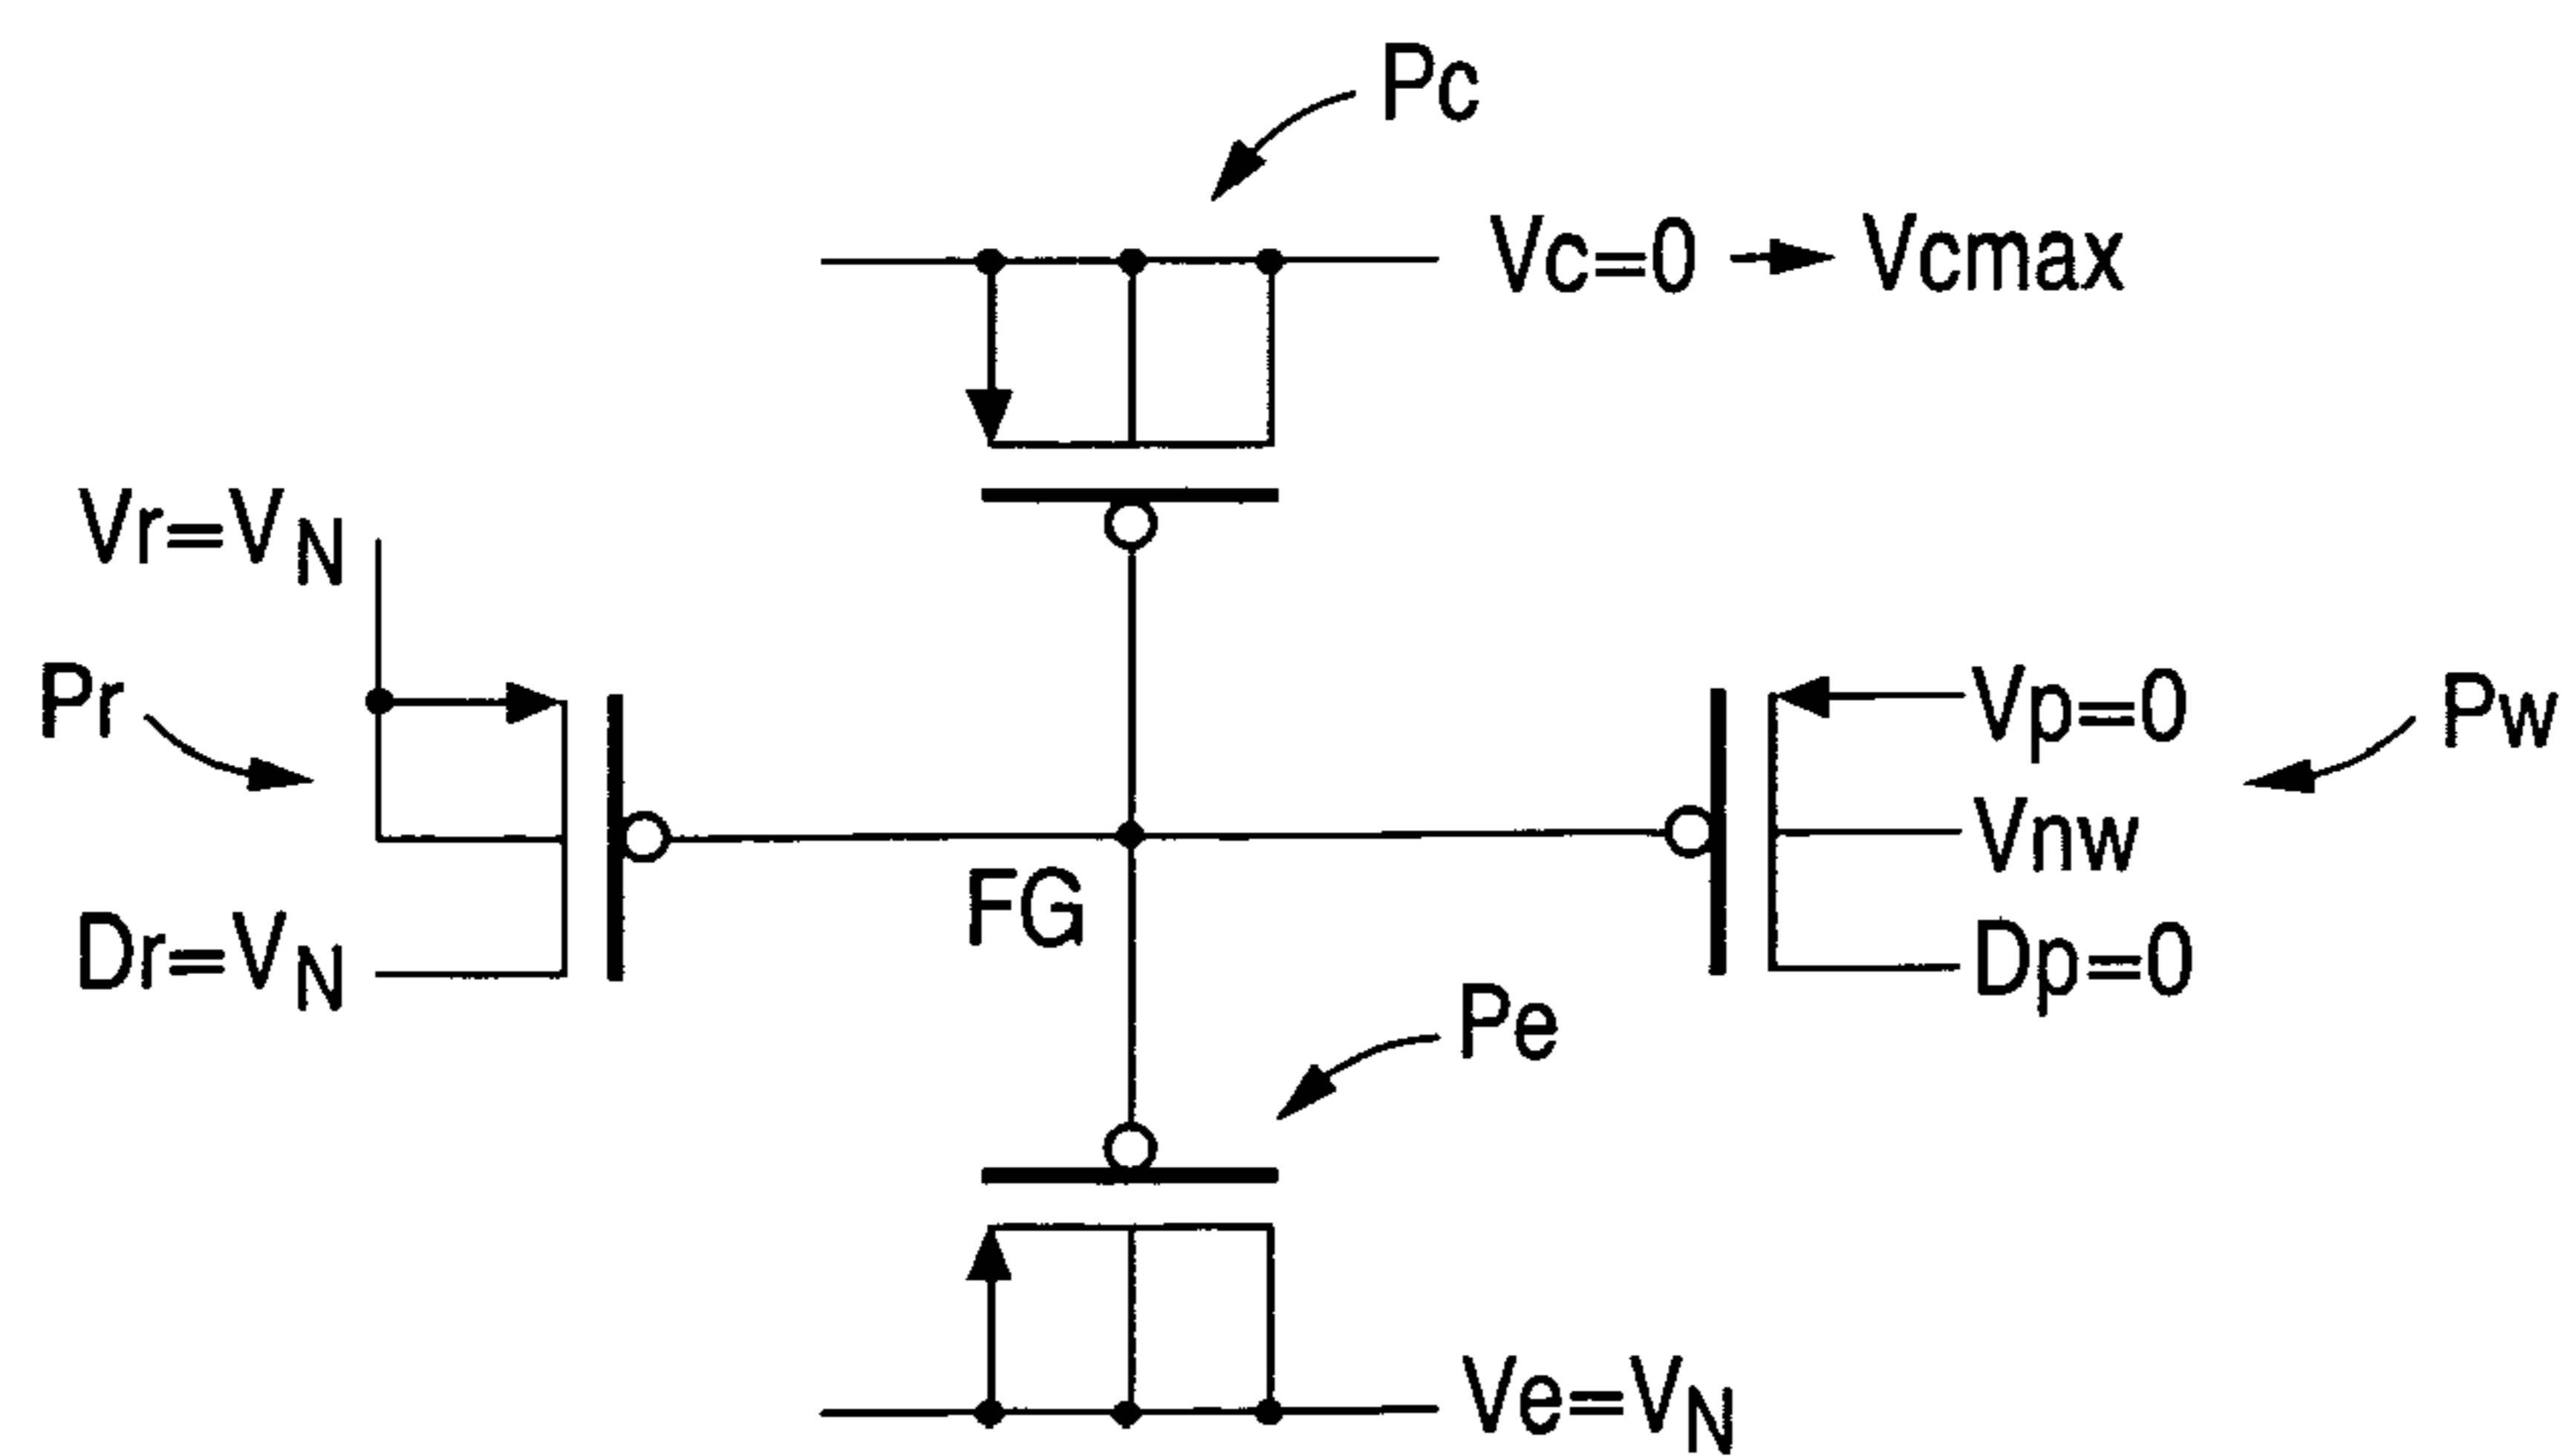 Pc
Vc=0 → Vcmax
Vr=VN
Pr
Vp=0
Pw
Vnw
FG
Dr=VN
Dp=0
Pe
Ve=VN